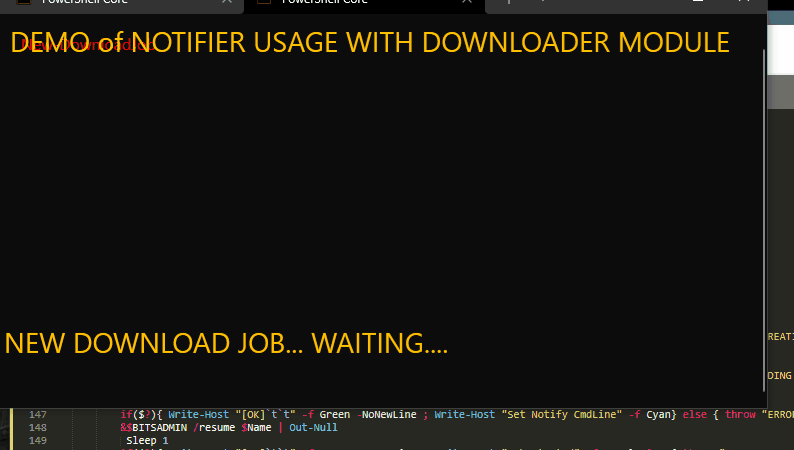 PowerShell Core
PowerShell Core
DEMO of NOTIFIER USAGE WITH DOWNLOADER MODULE
NEW DOWNLOAD JOB... WAITING....
REATI
DING
147 if($?){ Write-Host "[OK]`t`t" -f Green -NoNewLine ; Write-Host "Set Notify CmdLine" -f Cyan} else { throw "ERRO
148 &$BITSADMIN /resume $Name | Out-Null
149 Sleep 1